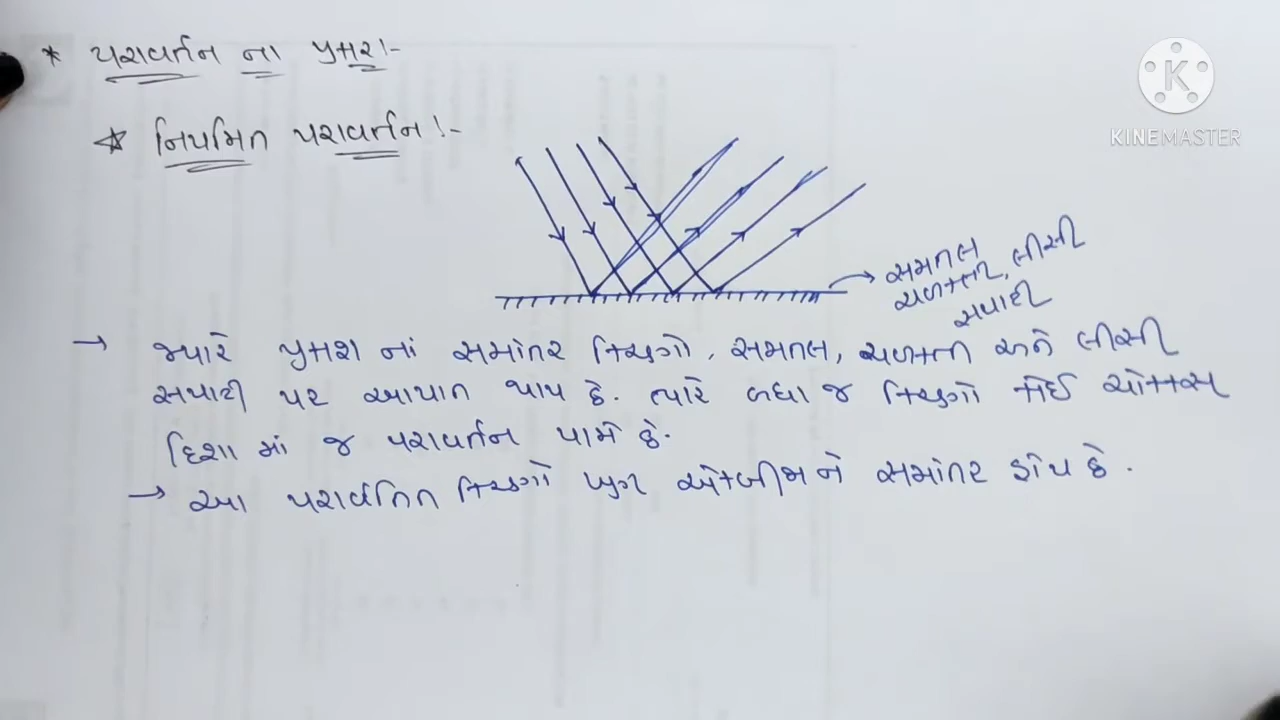 * પરાવર્તન ના પ્રકાર :-
* નિયમિત પરાવર્તન :-
સમતલ
ચળકતી, લીસી
સપાટી
→ જ્યારે પ્રકાશ નાં સમાંતર કિરણો, સમતલ, ચળકતી અને લીસી
સપાટી પર આપાત થાય છે. ત્યારે બધા જ કિરણો કોઈ ચોક્કસ
દિશા માં જ પરાવર્તન પામે છે.
→ આ પરાવર્તિત કિરણો પણ એકબીજા ને સમાંતર હોય છે.
K
KINEMASTER